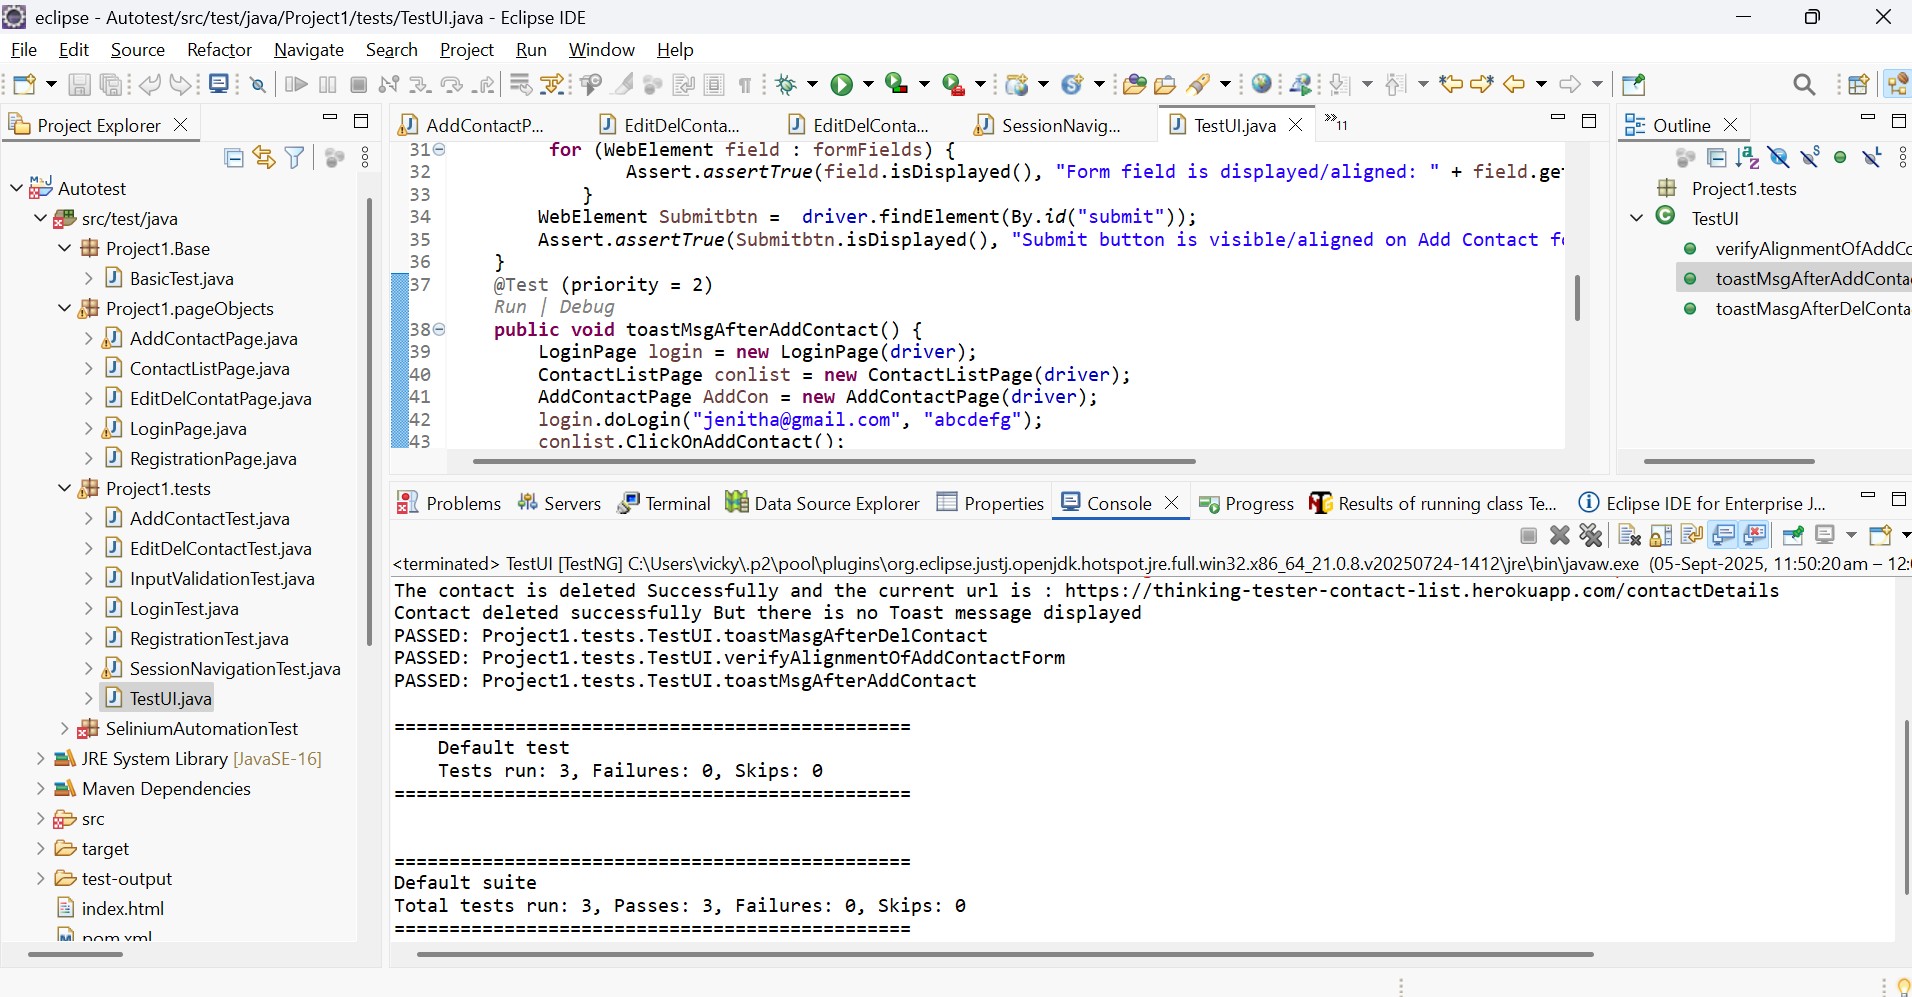 eclipse - Autotest/src/test/java/Project1/tests/TestUI.java - Eclipse IDE
File Edit Source Refactor Navigate Search Project Run Window Help
Project Explorer
Autotest
src/test/java
Project1.Base
BasicTest.java
Project1.pageObjects
AddContactPage.java
ContactListPage.java
EditDelContatPage.java
LoginPage.java
RegistrationPage.java
Project1.tests
AddContactTest.java
EditDelContactTest.java
InputValidationTest.java
LoginTest.java
RegistrationTest.java
SessionNavigationTest.java
TestUI.java
SeliniumAutomationTest
JRE System Library [JavaSE-16]
Maven Dependencies
src
target
test-output
index.html
pom.xml
AddContactP... EditDelConta... EditDelConta... SessionNavig... TestUI.java »11
31 for (WebElement field : formFields) {
32 Assert.assertTrue(field.isDisplayed(), "Form field is displayed/aligned: " + field.ge
33 }
34 WebElement Submitbtn = driver.findElement(By.id("submit"));
35 Assert.assertTrue(Submitbtn.isDisplayed(), "Submit button is visible/aligned on Add Contact f
36 }
37 @Test (priority = 2)
Run | Debug
38 public void toastMsgAfterAddContact() {
39 LoginPage login = new LoginPage(driver);
40 ContactListPage conlist = new ContactListPage(driver);
41 AddContactPage AddCon = new AddContactPage(driver);
42 login.doLogin("jenitha@gmail.com", "abcdefg");
43 conlist.ClickOnAddContact();
Outline
Project1.tests
TestUI
verifyAlignmentOfAddCo
toastMsgAfterAddConta
toastMasgAfterDelConta
Problems Servers Terminal Data Source Explorer Properties Console Progress Results of running class Te... Eclipse IDE for Enterprise J...
<terminated> TestUI [TestNG] C:\Users\vicky\.p2\pool\plugins\org.eclipse.justj.openjdk.hotspot.jre.full.win32.x86_64_21.0.8.v20250724-1412\jre\bin\javaw.exe (05-Sept-2025, 11:50:20 am – 12:
The contact is deleted Successfully and the current url is : https://thinking-tester-contact-list.herokuapp.com/contactDetails
Contact deleted successfully But there is no Toast message displayed
PASSED: Project1.tests.TestUI.toastMasgAfterDelContact
PASSED: Project1.tests.TestUI.verifyAlignmentOfAddContactForm
PASSED: Project1.tests.TestUI.toastMsgAfterAddContact
===============================================
Default test
Tests run: 3, Failures: 0, Skips: 0
===============================================
===============================================
Default suite
Total tests run: 3, Passes: 3, Failures: 0, Skips: 0
===============================================